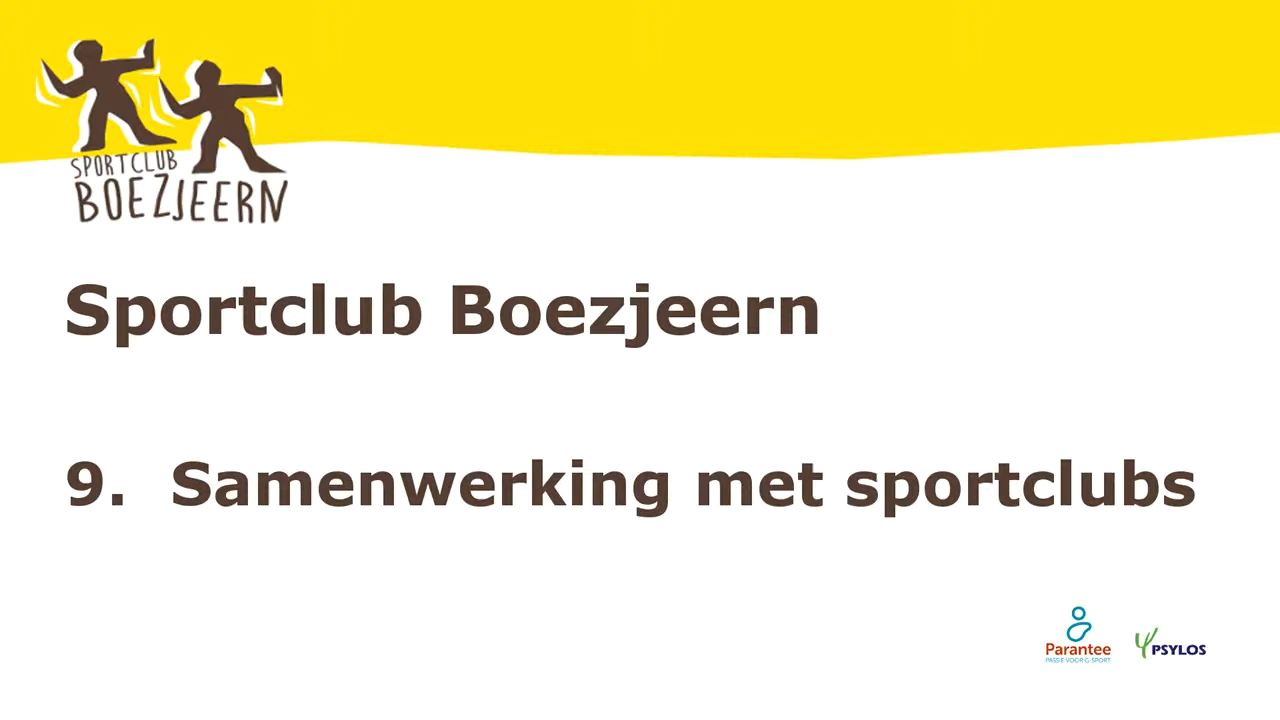 SPORTCLUB
BOEZJEERN
Sportclub Boezjeern
9. Samenwerking met sportclubs
Parantee
PASSIE VOOR G-SPORT
PSYLOS